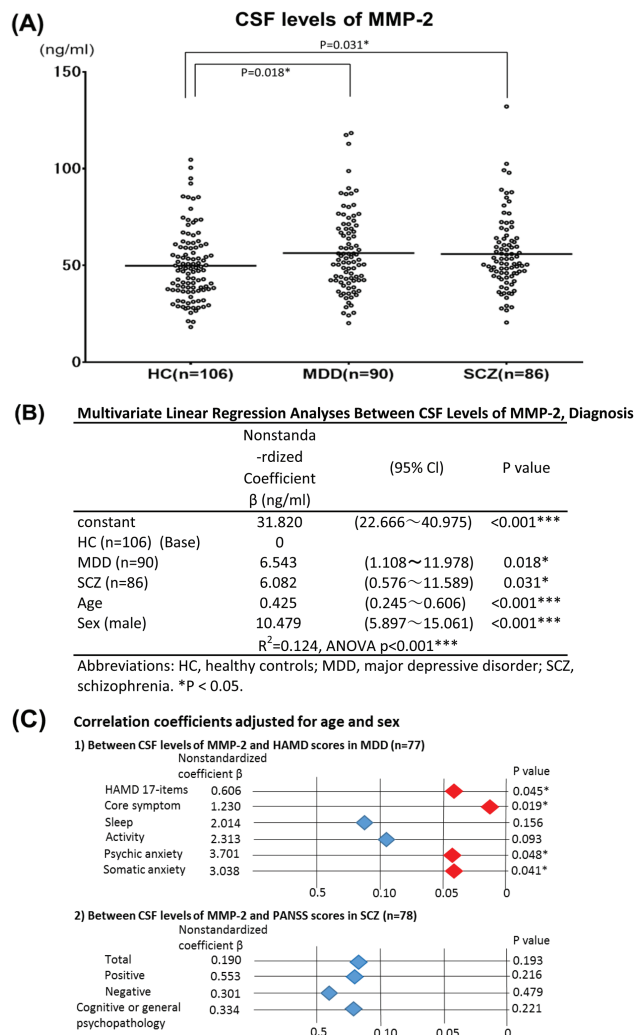 (A)
CSF levels of MMP-2
(ng/ml)
P=0.031*
P=0.018*
150
100
50
0
HC(n=106) MDD(n=90) SCZ(n=86)
(B)
Multivariate Linear Regression Analyses Between CSF Levels of MMP-2, Diagnosis
Nonstanda
-rdized
Coefficient
β (ng/ml)
(95% Cl)
P value
constant 31.820 (22.666～40.975) <0.001***
HC (n=106) (Base) 0
MDD (n=90) 6.543 (1.108～11.978) 0.018*
SCZ (n=86) 6.082 (0.576～11.589) 0.031*
Age 0.425 (0.245～0.606) <0.001***
Sex (male) 10.479 (5.897～15.061) <0.001***
R²=0.124, ANOVA p<0.001***
Abbreviations: HC, healthy controls; MDD, major depressive disorder; SCZ,
schizophrenia. *P < 0.05.
(C)
Correlation coefficients adjusted for age and sex
1) Between CSF levels of MMP-2 and HAMD scores in MDD (n=77)
Nonstandardized
coefficient β
P value
HAMD 17-items 0.606 0.045*
Core symptom 1.230 0.019*
Sleep 2.014 0.156
Activity 2.313 0.093
Psychic anxiety 3.701 0.048*
Somatic anxiety 3.038 0.041*
0.5 0.10 0.05 0
2) Between CSF levels of MMP-2 and PANSS scores in SCZ (n=78)
Nonstandardized
coefficient β
P value
Total 0.190 0.193
Positive 0.553 0.216
Negative 0.301 0.479
Cognitive or general 0.334 0.221
psychopathology
0.5 0.10 0.05 0